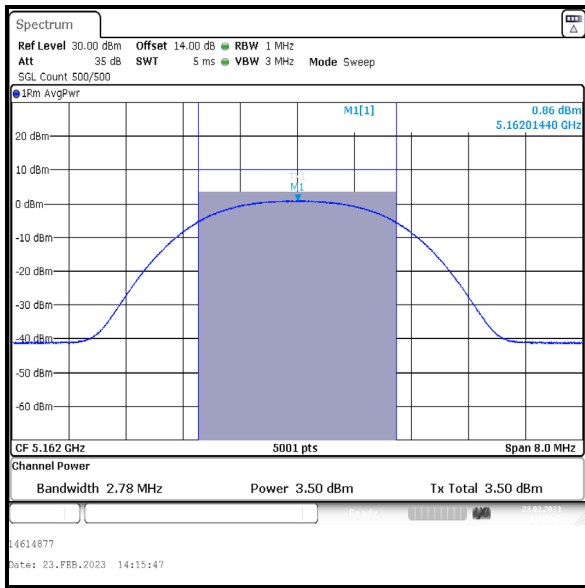 Spectrum
Ref Level 30.00 dBm Offset 14.00 dB RBW 1 MHz
Att 35 dB SWT 5 ms VBW 3 MHz Mode Sweep
SGL Count 500/500
1Rm AvgPwr
M1[1] 0.86 dBm
5.16201440 GHz
20 dBm
10 dBm
M1
0 dBm
-10 dBm
-20 dBm
-30 dBm
-40 dBm
-50 dBm
-60 dBm
CF 5.162 GHz 5001 pts Span 8.0 MHz
Channel Power
Bandwidth 2.78 MHz Power 3.50 dBm Tx Total 3.50 dBm
Ready 23.02.2023
14614877
Date: 23.FEB.2023 14:15:47